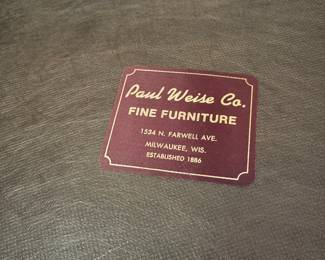 Paul Weise Co.
FINE FURNITURE
1534 N. FARWELL AVE.
MILWAUKEE, WIS.
ESTABLISHED 1886